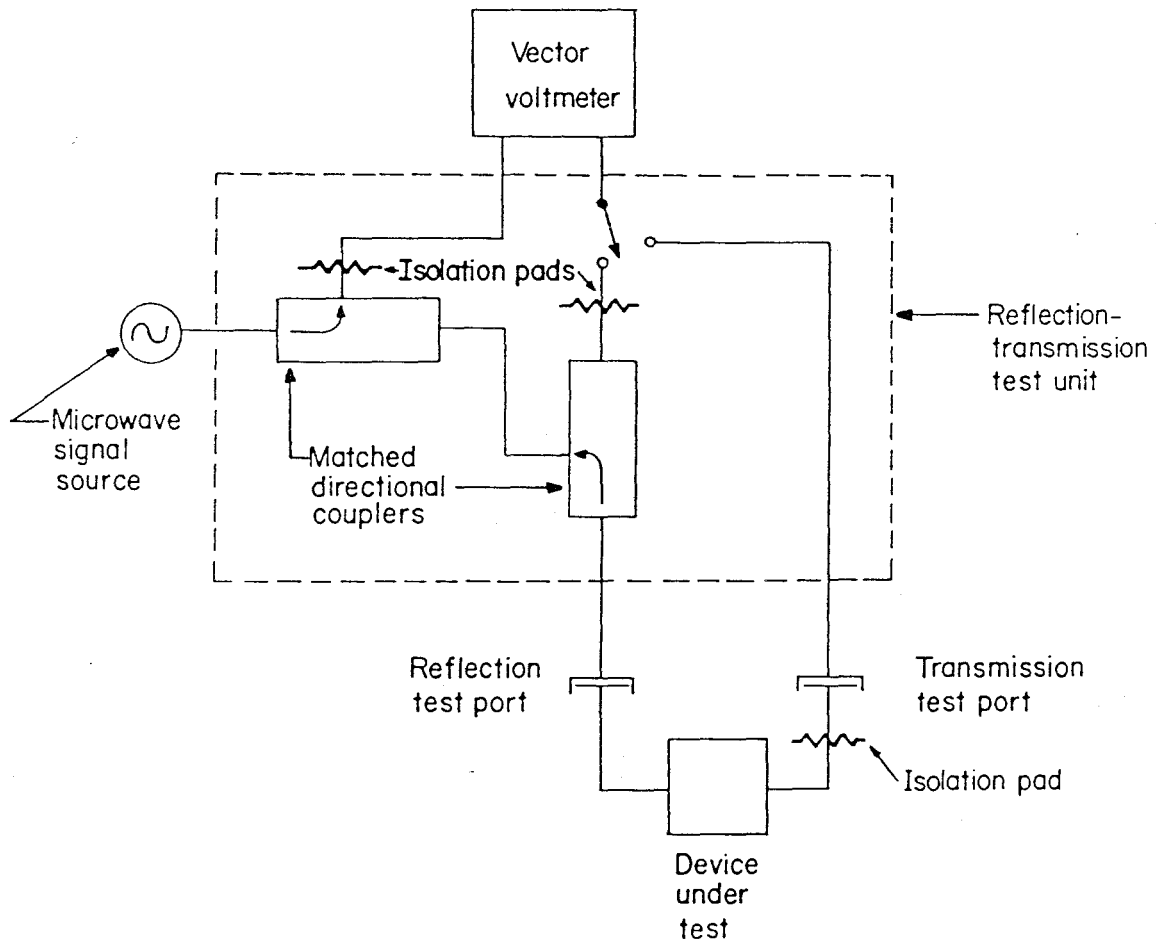 Vector
voltmeter
Isolation pads
Reflection-
transmission
test unit
Microwave
signal
source
Matched
directional
couplers
Reflection
test port
Transmission
test port
Isolation pad
Device
under
test